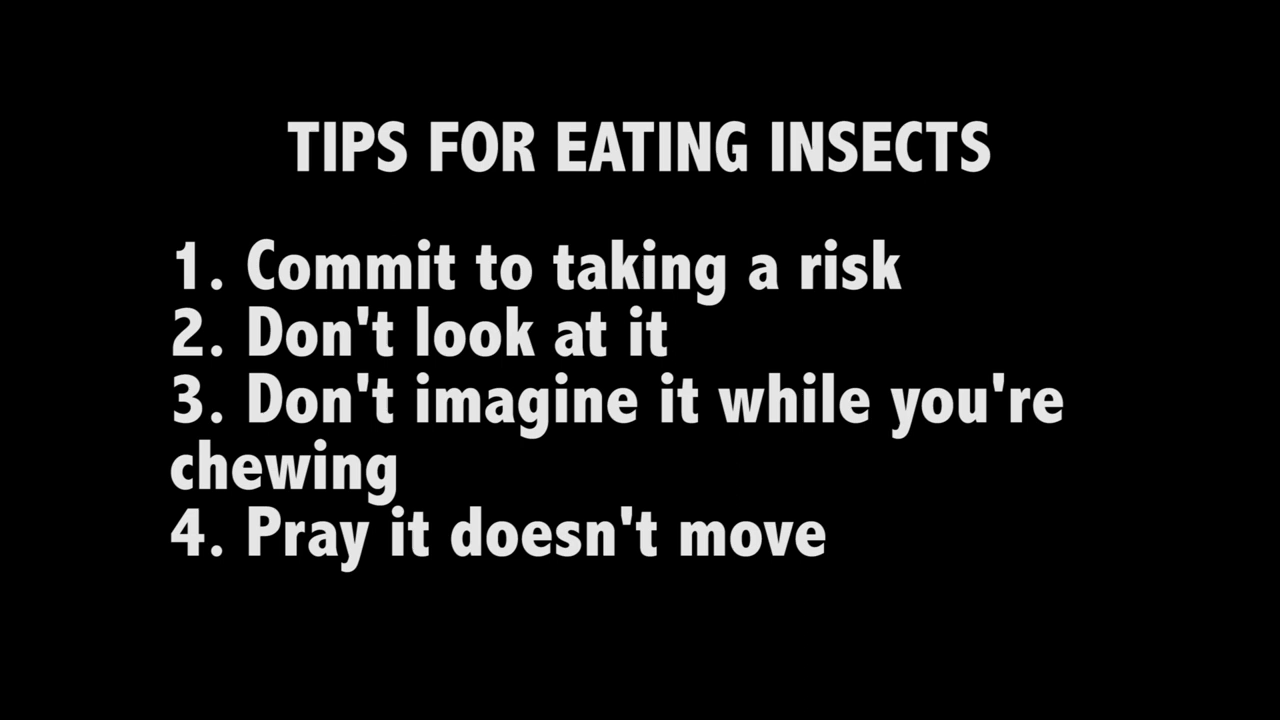 TIPS FOR EATING INSECTS
1. Commit to taking a risk
2. Don't look at it
3. Don't imagine it while you're
chewing
4. Pray it doesn't move